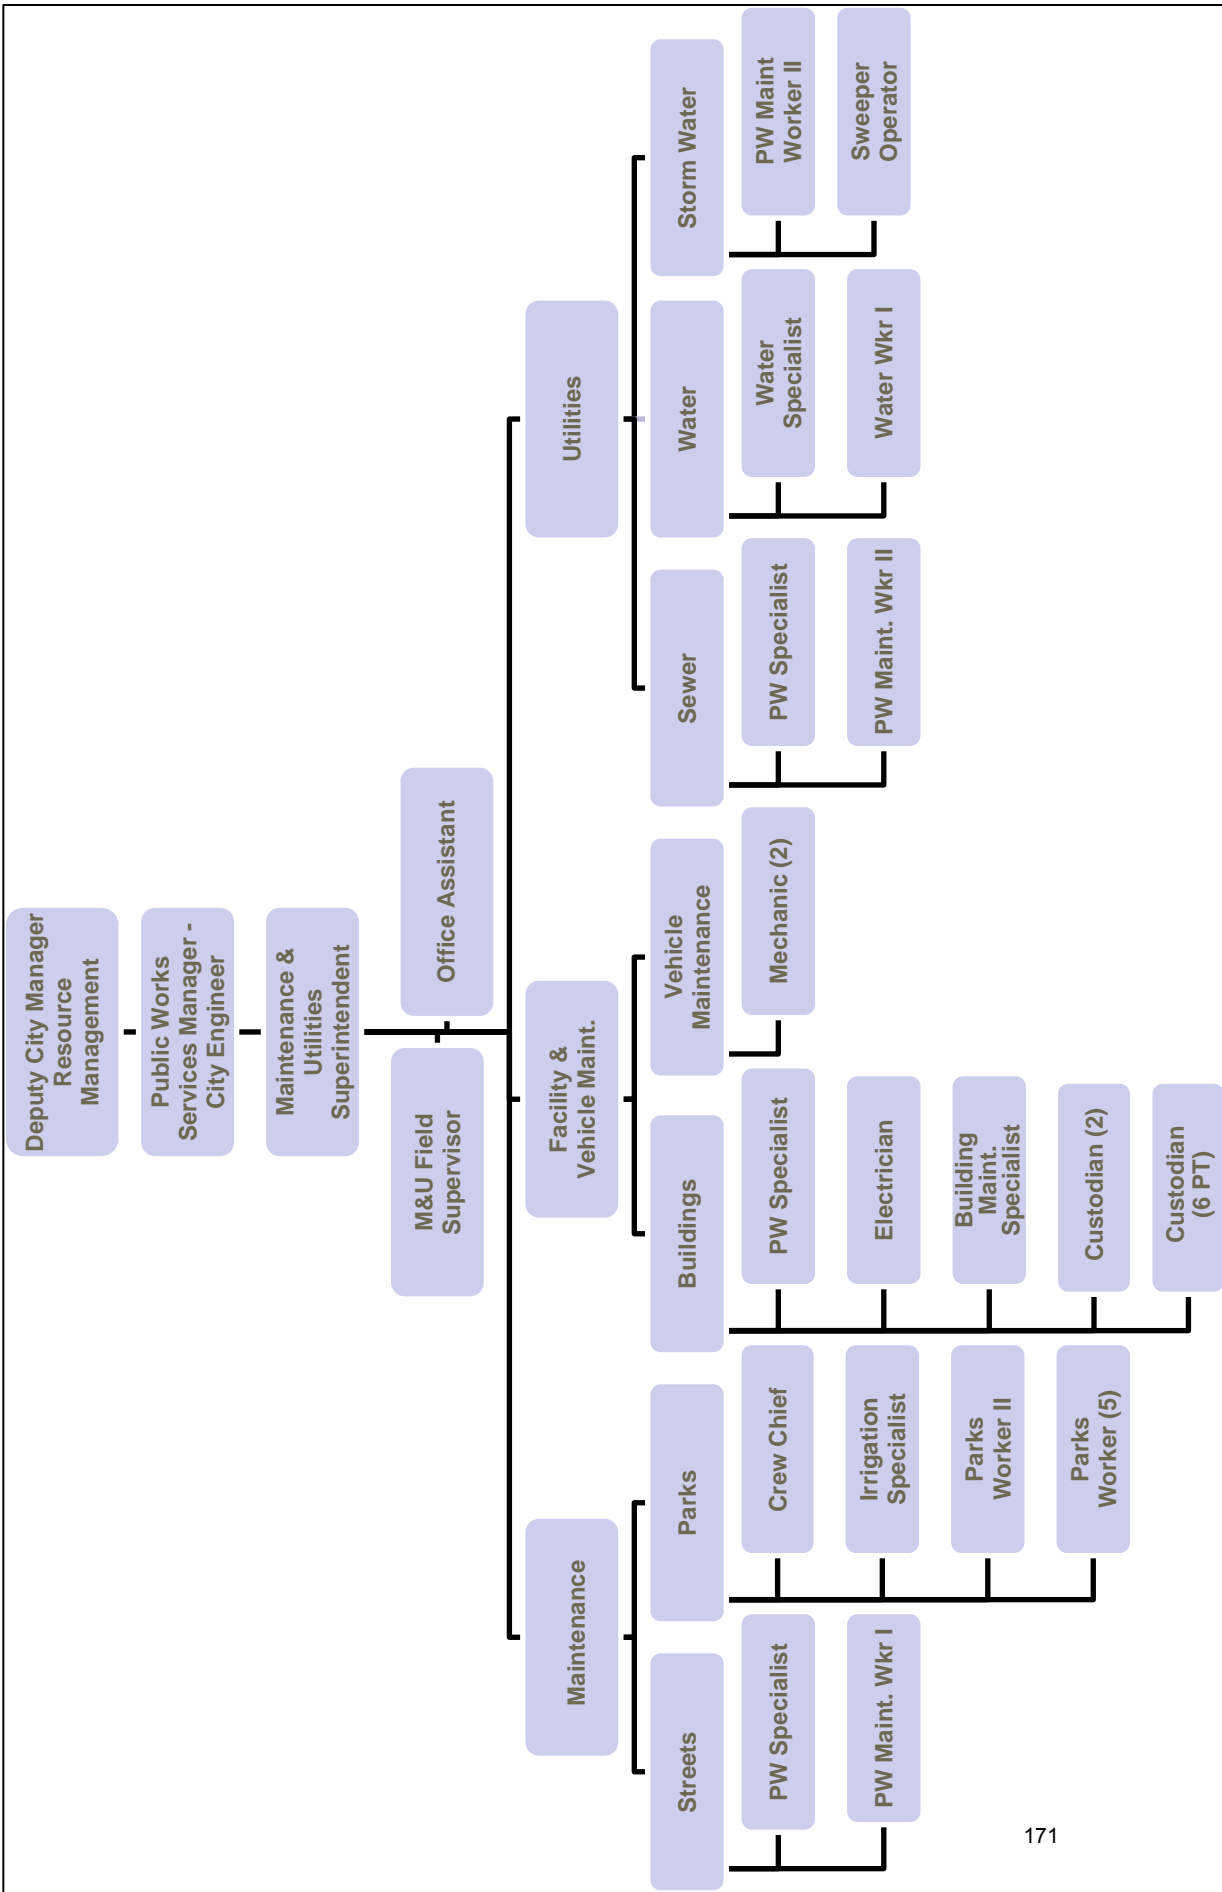 Deputy City Manager
Resource
Management
Public Works
Services Manager -
City Engineer
Maintenance &
Utilities
Superintendent
M&U Field
Supervisor
Office Assistant
Maintenance
Facility &
Vehicle Maint.
Utilities
Streets
PW Specialist
PW Maint. Wkr I
Parks
Crew Chief
Irrigation
Specialist
Parks
Worker II
Parks
Worker (5)
Buildings
PW Specialist
Electrician
Building
Maint.
Specialist
Custodian (2)
Custodian
(6 PT)
Vehicle
Maintenance
Mechanic (2)
Sewer
PW Specialist
PW Maint. Wkr II
Water
Water
Specialist
Water Wkr I
Storm Water
PW Maint
Worker II
Sweeper
Operator
171